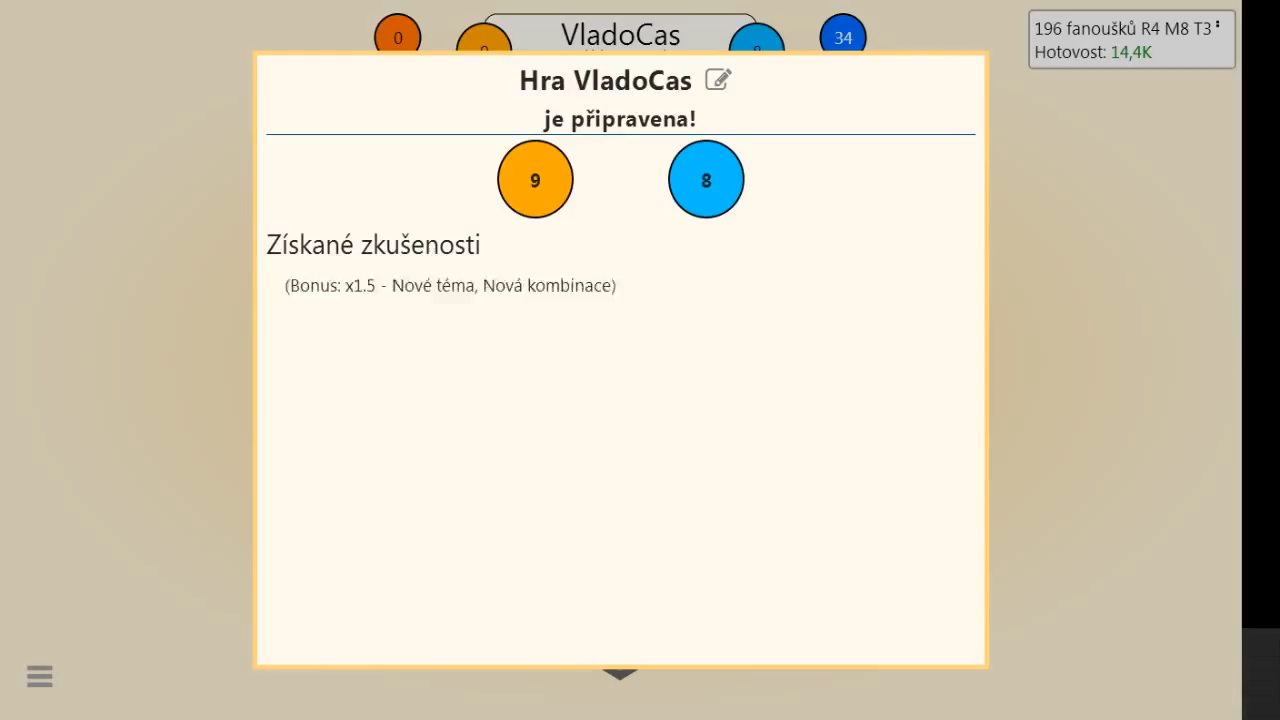 0
VladoCas
34
196 fanoušků R4 M8 T3
Hotovost: 14,4K
Hra VladoCas
je připravena!
9
8
Získané zkušenosti
(Bonus: x1.5 - Nové téma, Nová kombinace)